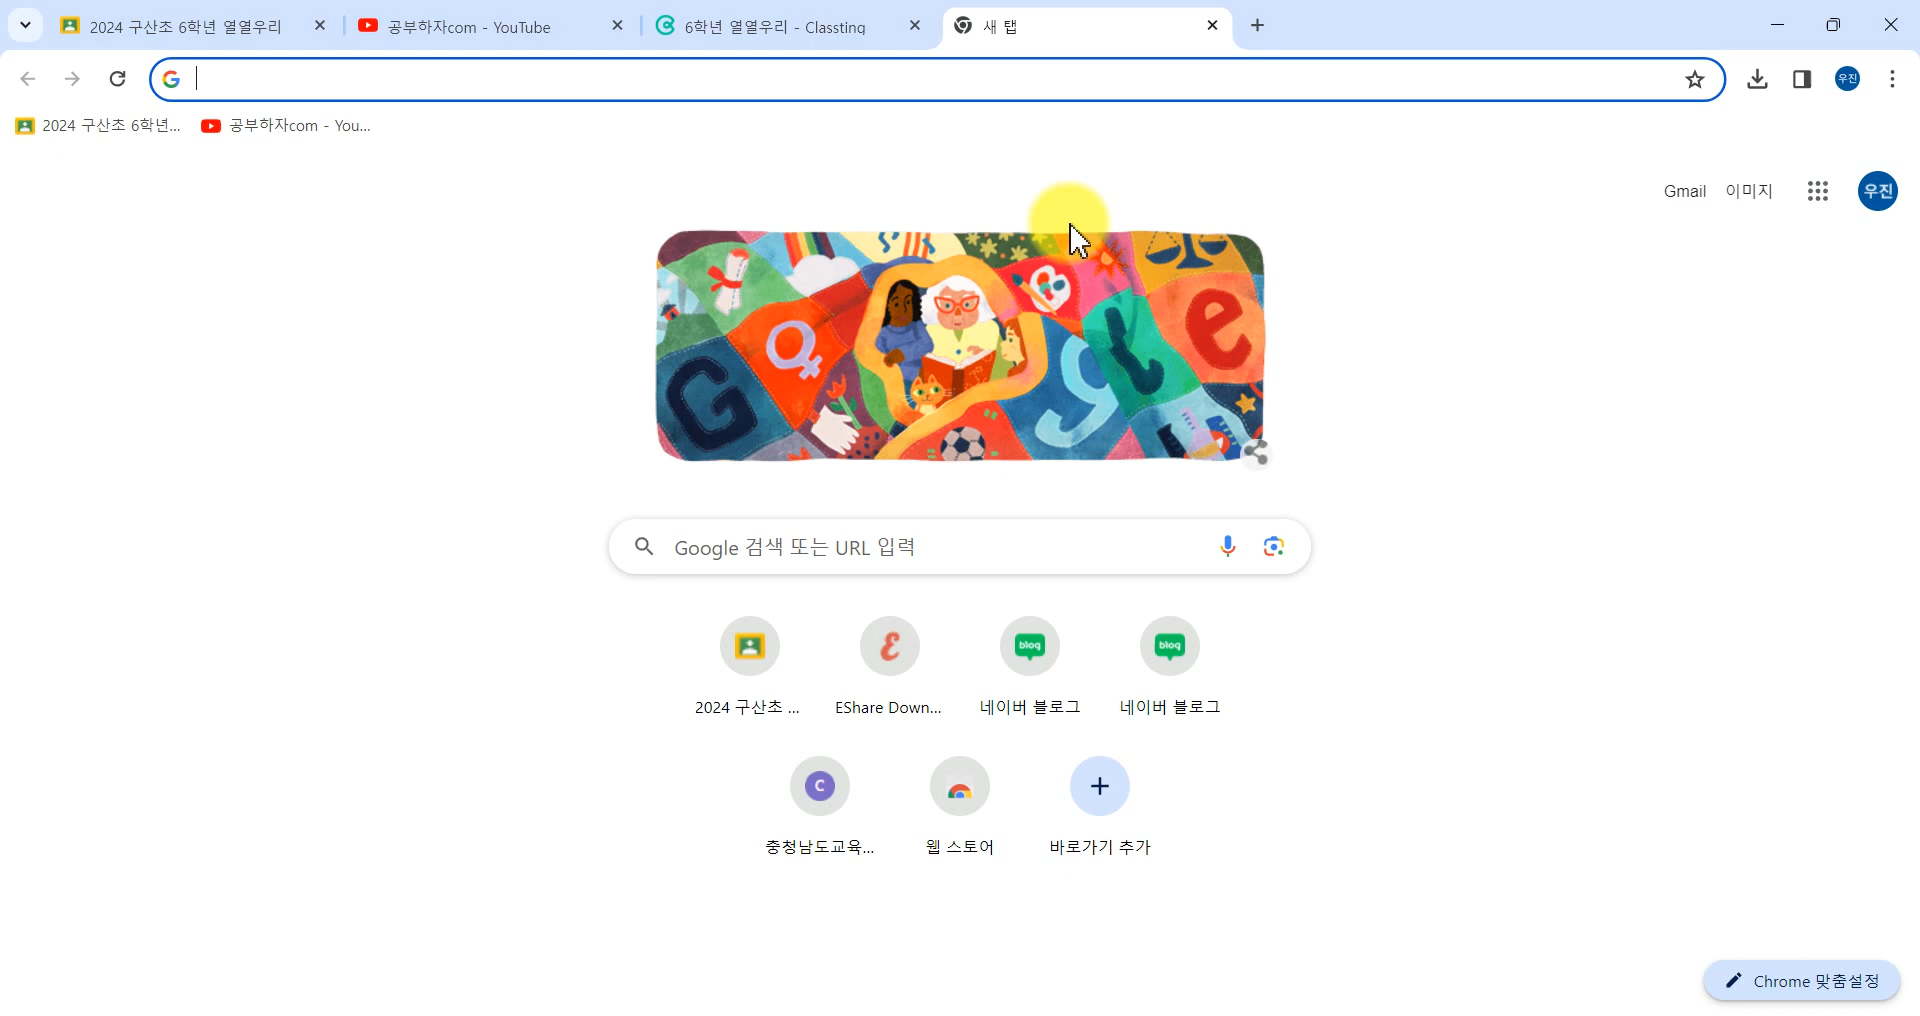 2024 구산초 6학년 열열우리
공부하자com - YouTube
6학년 열열우리 - Classting
새 탭
우진
2024 구산초 6학년...
공부하자com - You...
Gmail
이미지
우진
G g l e
Google 검색 또는 URL 입력
blog
blog
2024 구산초 ...
EShare Down...
네이버 블로그
네이버 블로그
C
충청남도교육...
웹 스토어
바로가기 추가
Chrome 맞춤설정